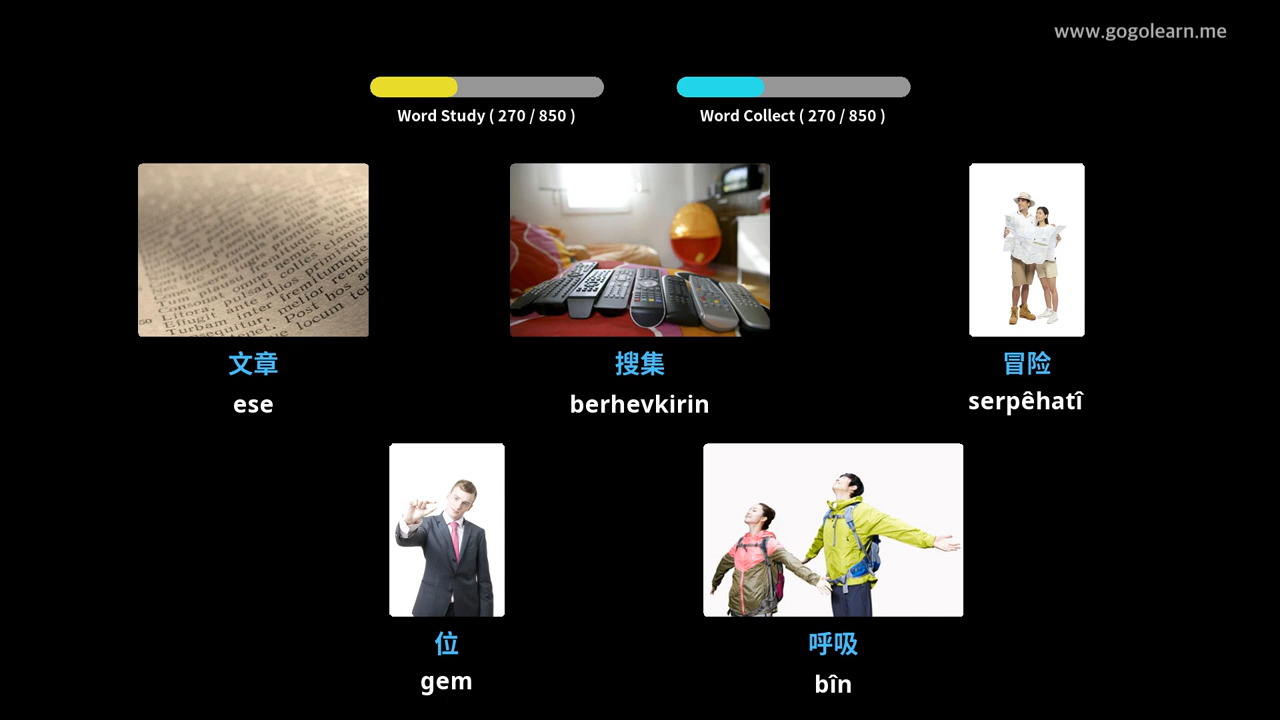 www.gogolearn.me
Word Study ( 270 / 850 )
Word Collect ( 270 / 850 )
文章
ese
搜集
berhevkirin
冒险
serpêhatî
位
gem
呼吸
bîn